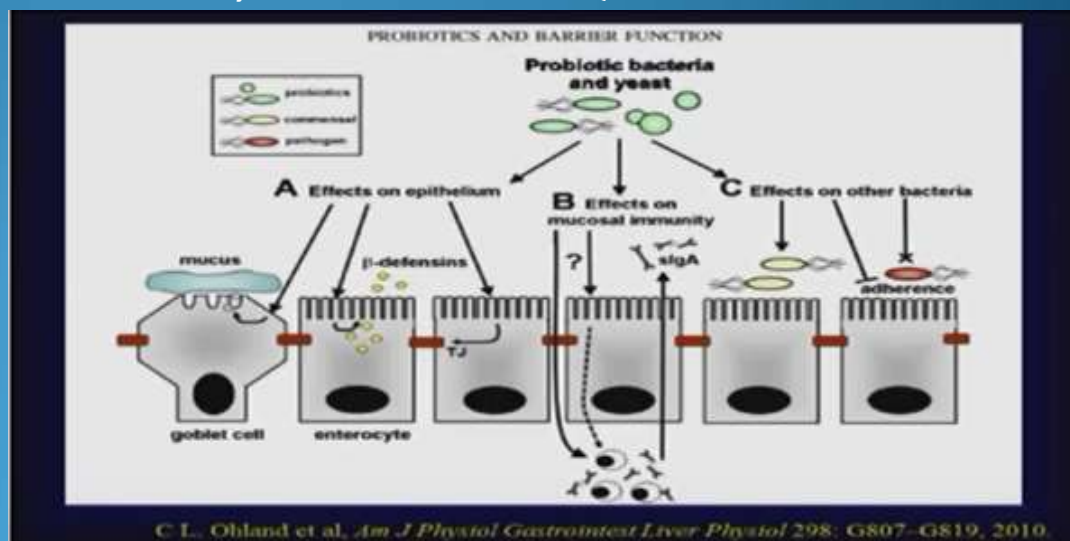 PROBIOTICS AND BARRIER FUNCTION
Probiotic bacteria
and yeast
probiotics
commensal
pathogen
A Effects on epithelium
B Effects on
mucosal immunity
C Effects on other bacteria
mucus
β-defensins
?
sIgA
adherence
TJ
goblet cell
enterocyte
C L. Ohland et al, Am J Physiol Gastrointest Liver Physiol 298: G807–G819, 2010.